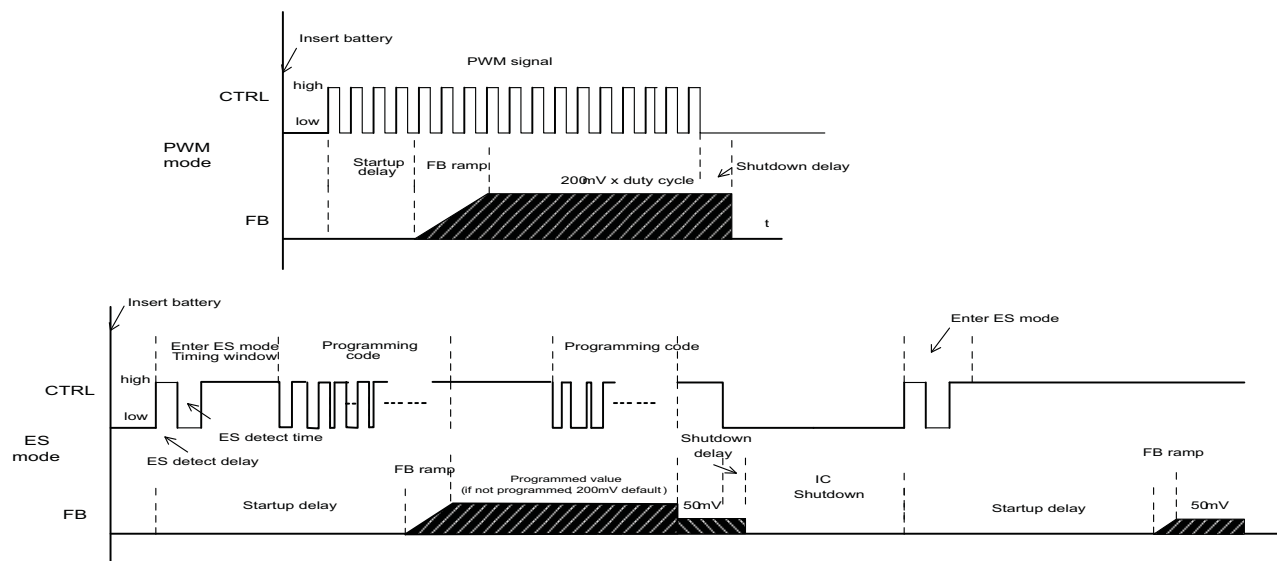 Insert battery
PWM signal
high
CTRL
low
PWM
mode
Startup
delay
FB ramp
Shutdown delay
200mV x duty cycle
FB
t
Insert battery
Enter ES mode
Enter ES mode
Timing window
Programming
code
Programming code
high
CTRL
low
ES detect time
ES
mode
ES detect delay
Shutdown
delay
FB ramp
FB ramp
Programmed value
(if not programmed, 200mV default)
IC
Shutdown
50mV
50mV
Startup delay
Startup delay
FB